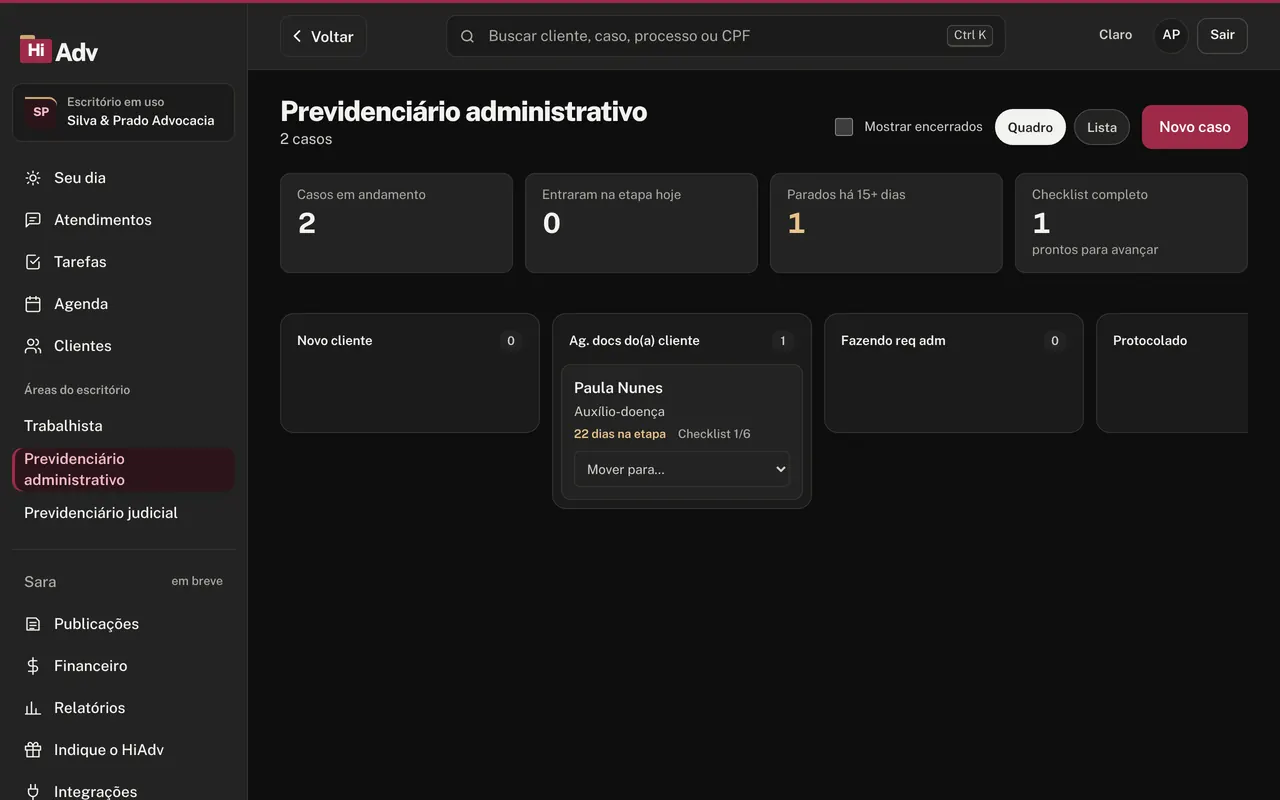 Hi Adv
Escritório em uso
SP
Silva & Prado Advocacia
Seu dia
Atendimentos
Tarefas
Agenda
Clientes
Áreas do escritório
Trabalhista
Previdenciário
administrativo
Previdenciário judicial
Sara em breve
Publicações
Financeiro
Relatórios
Indique o HiAdv
Integrações
Voltar
Buscar cliente, caso, processo ou CPF
Ctrl K
Claro
AP
Sair
Previdenciário administrativo
2 casos
Mostrar encerrados
Quadro
Lista
Novo caso
Casos em andamento
2
Entraram na etapa hoje
0
Parados há 15+ dias
1
Checklist completo
1
prontos para avançar
Novo cliente 0
Ag. docs do(a) cliente 1
Paula Nunes
Auxílio-doença
22 dias na etapa Checklist 1/6
Mover para...
Fazendo req adm 0
Protocolado